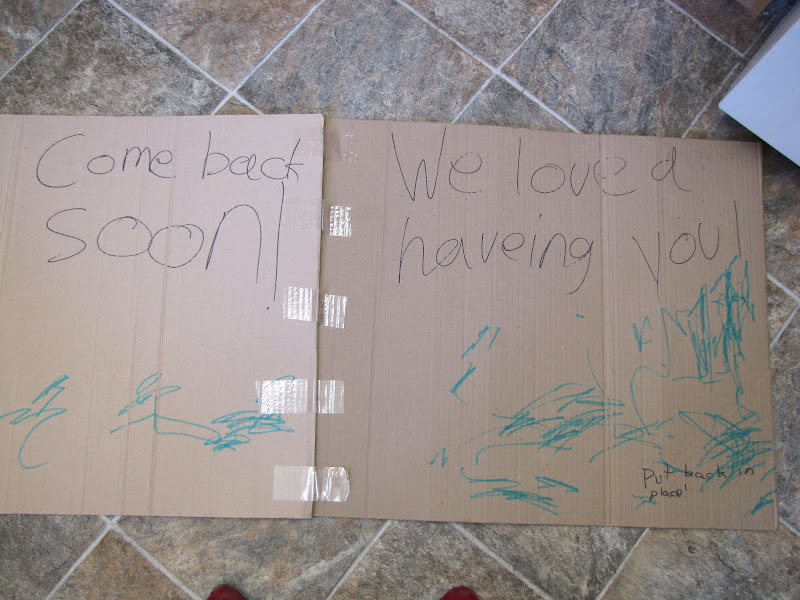 Come back
soon!
We loved
haveing you!
Put back in
place!